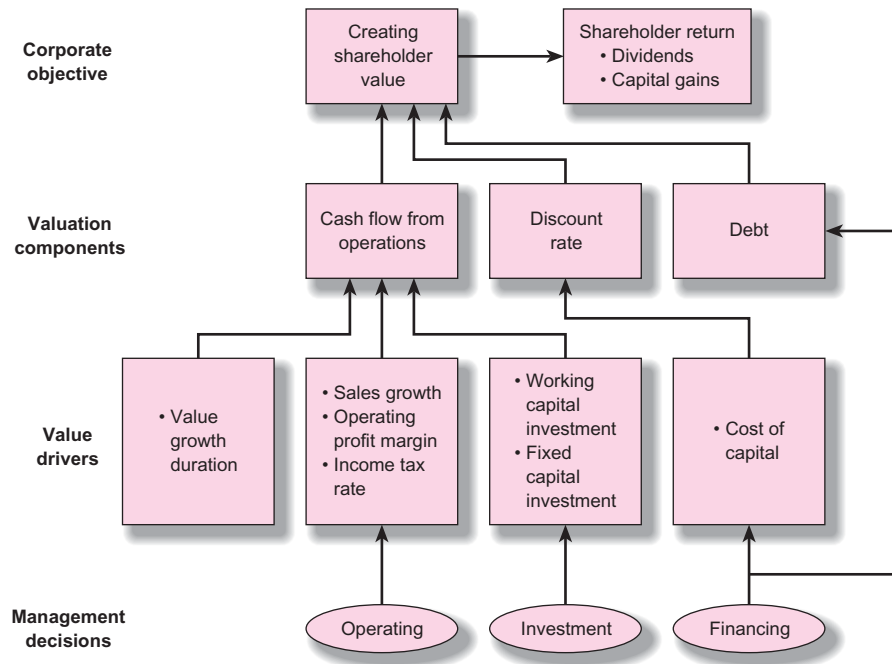 Corporate
objective
Creating
shareholder
value
Shareholder return
• Dividends
• Capital gains
Valuation
components
Cash flow from
operations
Discount
rate
Debt
Value
drivers
• Value
growth
duration
• Sales growth
• Operating
profit margin
• Income tax
rate
• Working
capital
investment
• Fixed
capital
investment
• Cost of
capital
Management
decisions
Operating
Investment
Financing